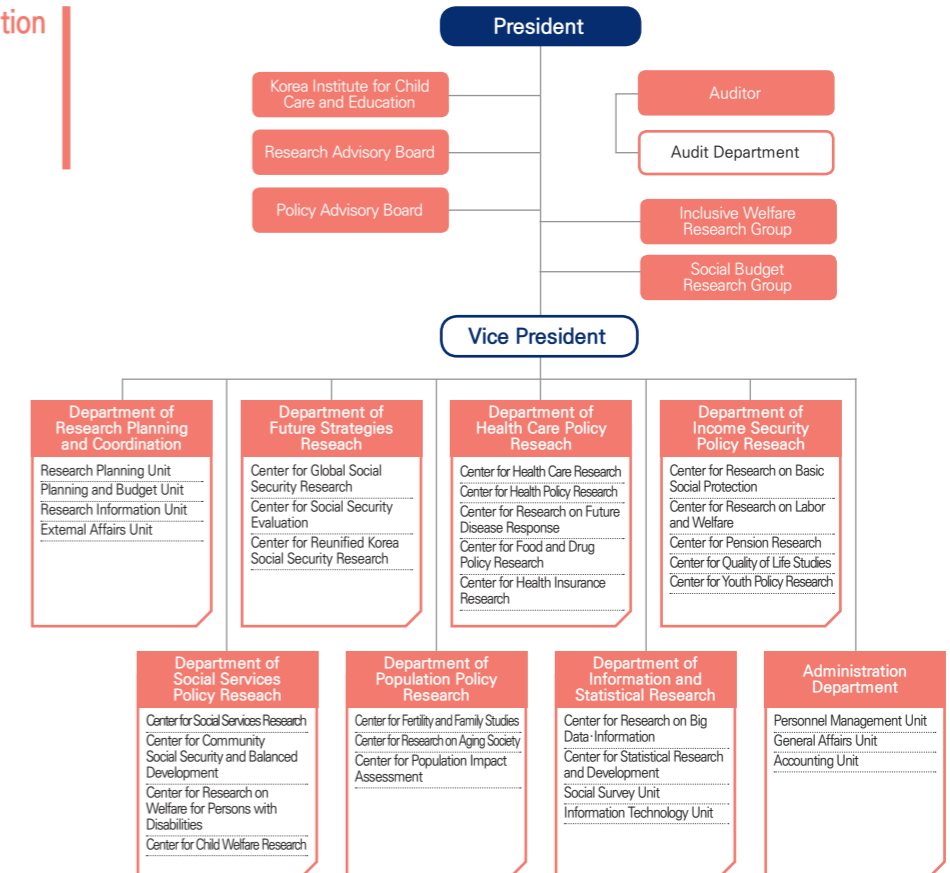 tion
President
Korea Institute for Child
Care and Education
Research Advisory Board
Policy Advisory Board
Auditor
Audit Department
Inclusive Welfare
Research Group
Social Budget
Research Group
Vice President
Department of
Research Planning
and Coordination
Research Planning Unit
Planning and Budget Unit
Research Information Unit
External Affairs Unit
Department of
Future Strategies
Reseach
Center for Global Social
Security Research
Center for Social Security
Evaluation
Center for Reunified Korea
Social Security Research
Department of
Health Care Policy
Reseach
Center for Health Care Research
Center for Health Policy Research
Center for Research on Future
Disease Response
Center for Food and Drug
Policy Research
Center for Health Insurance
Research
Department of
Income Security
Policy Reseach
Center for Research on Basic
Social Protection
Center for Research on Labor
and Welfare
Center for Pension Research
Center for Quality of Life Studies
Center for Youth Policy Research
Department of
Social Services
Policy Reseach
Center for Social Services Research
Center for Community
Social Security and Balanced
Development
Center for Research on
Welfare for Persons with
Disabilities
Center for Child Welfare Research
Department of
Population Policy
Research
Center for Fertility and Family Studies
Center for Research on Aging Society
Center for Population Impact
Assessment
Department of
Information and
Statistical Reseach
Center for Research on Big
Data·Information
Center for Statistical Research
and Development
Social Survey Unit
Information Technology Unit
Administration
Department
Personnel Management Unit
General Affairs Unit
Accounting Unit